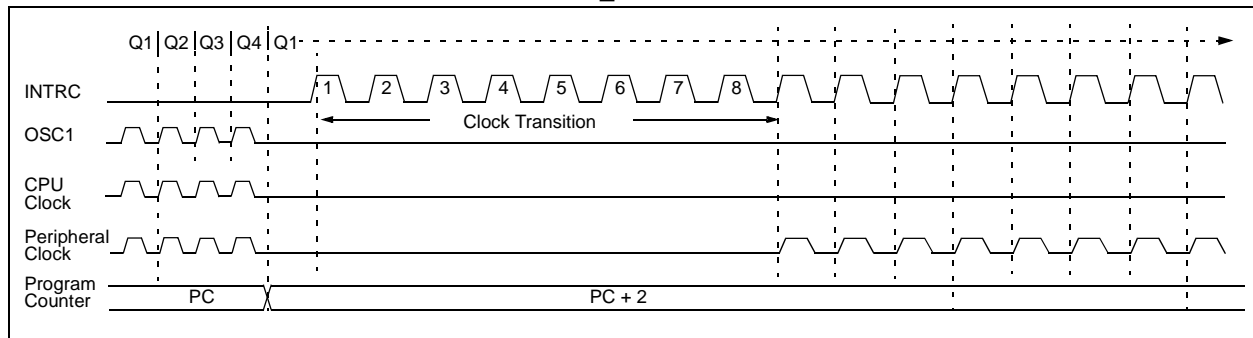 Q1 Q2 Q3 Q4 Q1
INTRC
1 2 3 4 5 6 7 8
Clock Transition
OSC1
CPU
Clock
Peripheral
Clock
Program
Counter
PC
PC + 2